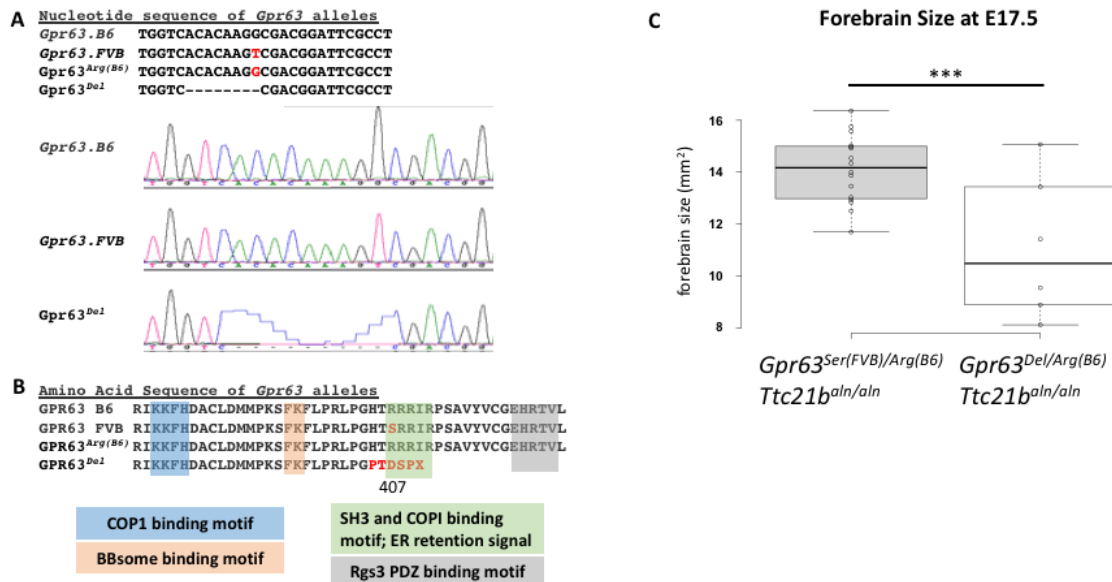 A
Nucleotide sequence of Gpr63 alleles
Gpr63.B6 TGGTCACACAAGGCGACGGATTCGCCT
Gpr63.FVB TGGTCACACAAGTCGACGGATTCGCCT
Gpr63Arg(B6) TGGTCACACAAGGCGACGGATTCGCCT
Gpr63Del TGGTC--------CGACGGATTCGCCT
Gpr63.B6
T G G T C A C A C A A G G C G A C G G
Gpr63.FVB
T G G T C A C A C A A G T C G A C G G
Gpr63Del
B
Amino Acid Sequence of Gpr63 alleles
GPR63 B6 RIKKFHDACLDMMPKSFKFLPRLPGHTRRRIRPSAVYVCGEHRTVL
GPR63 FVB RIKKFHDACLDMMPKSFKFLPRLPGHTSRRIRPSAVYVCGEHRTVL
GPR63Arg(B6) RIKKFHDACLDMMPKSFKFLPRLPGHTRRRIRPSAVYVCGEHRTVL
GPR63Del RIKKFHDACLDMMPKSFKFLPRLPGPTDSPX
407
COP1 binding motif
BBsome binding motif
SH3 and COPI binding
motif; ER retention signal
Rgs3 PDZ binding motif
C
Forebrain Size at E17.5
***
forebrain size (mm2)
16
14
12
10
8
Gpr63Ser(FVB)/Arg(B6)
Ttc21baln/aln
Gpr63Del/Arg(B6)
Ttc21baln/aln